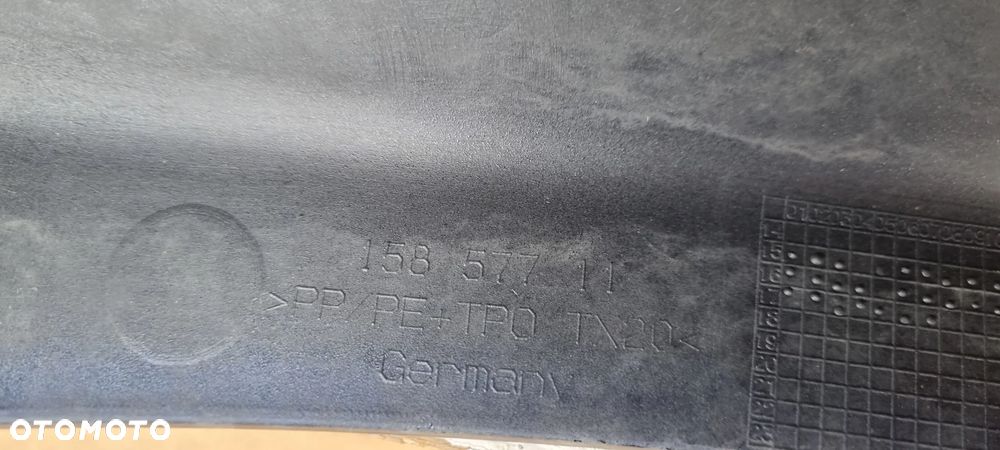 158 577 11
>PP/PE+TPO TX20<
Germany
OTOMOTO